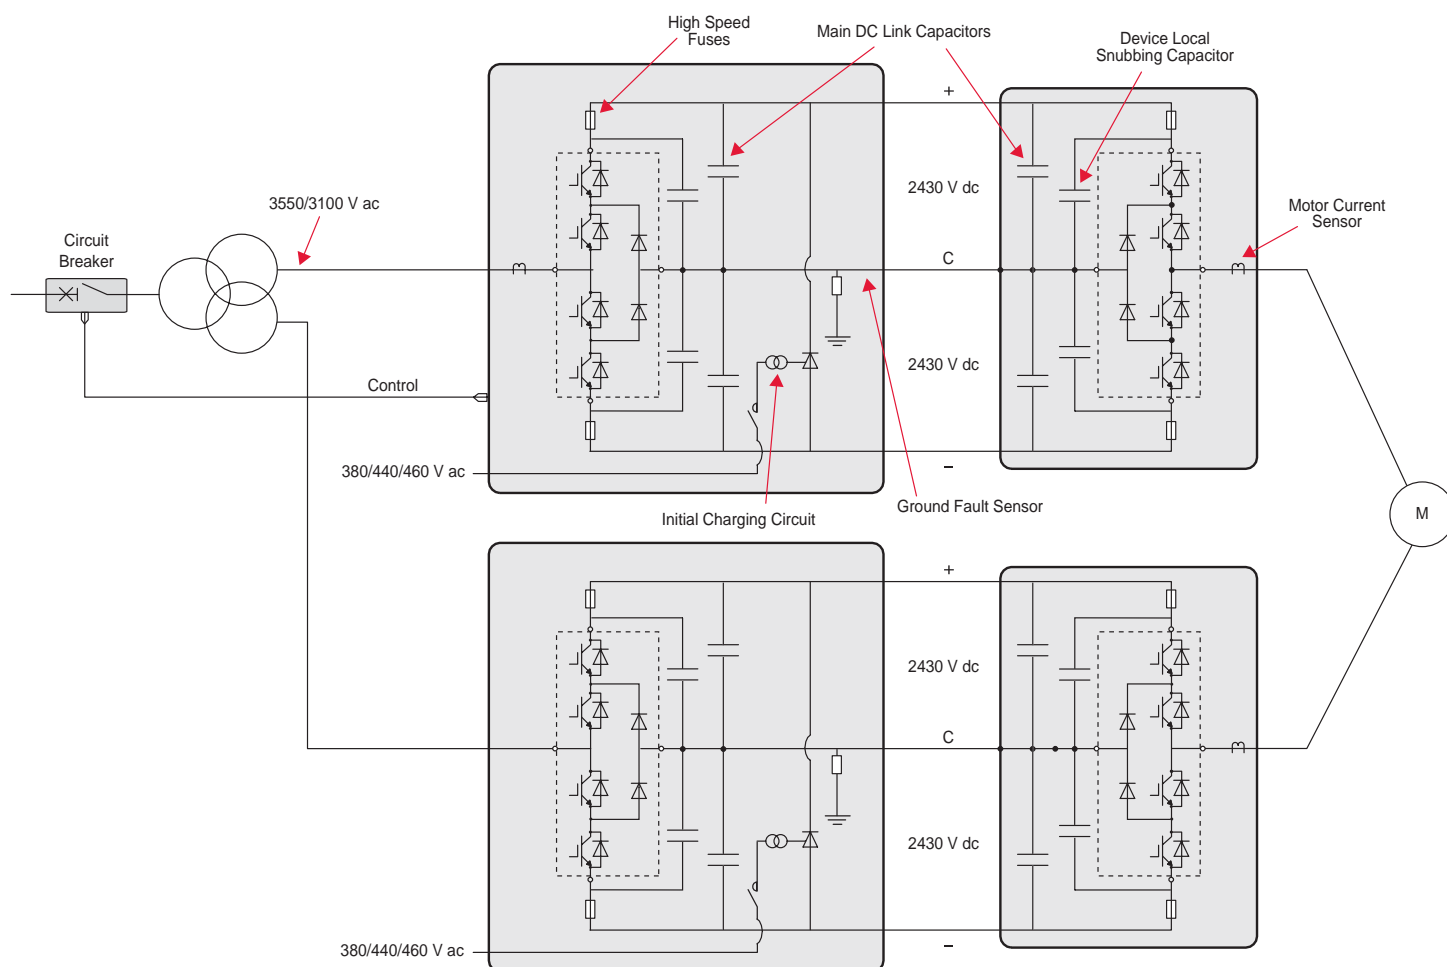 High Speed
Fuses
Main DC Link Capacitors
Device Local
Snubbing Capacitor
+
2430 V dc
3550/3100 V ac
Motor Current
Sensor
Circuit
Breaker
C
2430 V dc
Control
380/440/460 V ac
–
Ground Fault Sensor
Initial Charging Circuit
M
+
2430 V dc
C
2430 V dc
380/440/460 V ac
–